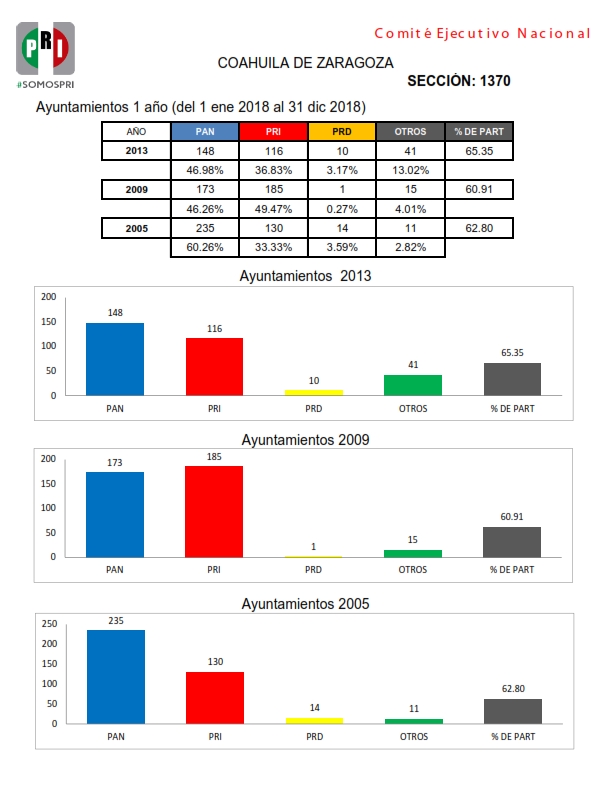 Comité Ejecutivo Nacional
PRI
#SOMOSPRI
COAHUILA DE ZARAGOZA
SECCIÓN: 1370
Ayuntamientos 1 año (del 1 ene 2018 al 31 dic 2018)
AÑO PAN PRI PRD OTROS % DE PART
2013 148 116 10 41 65.35
46.98% 36.83% 3.17% 13.02%
2009 173 185 1 15 60.91
46.26% 49.47% 0.27% 4.01%
2005 235 130 14 11 62.80
60.26% 33.33% 3.59% 2.82%
Ayuntamientos 2013
200
150
100
50
0
148
116
10
41
65.35
PAN PRI PRD OTROS % DE PART
Ayuntamientos 2009
200
150
100
50
0
173
185
1
15
60.91
PAN PRI PRD OTROS % DE PART
Ayuntamientos 2005
250
200
150
100
50
0
235
130
14
11
62.80
PAN PRI PRD OTROS % DE PART